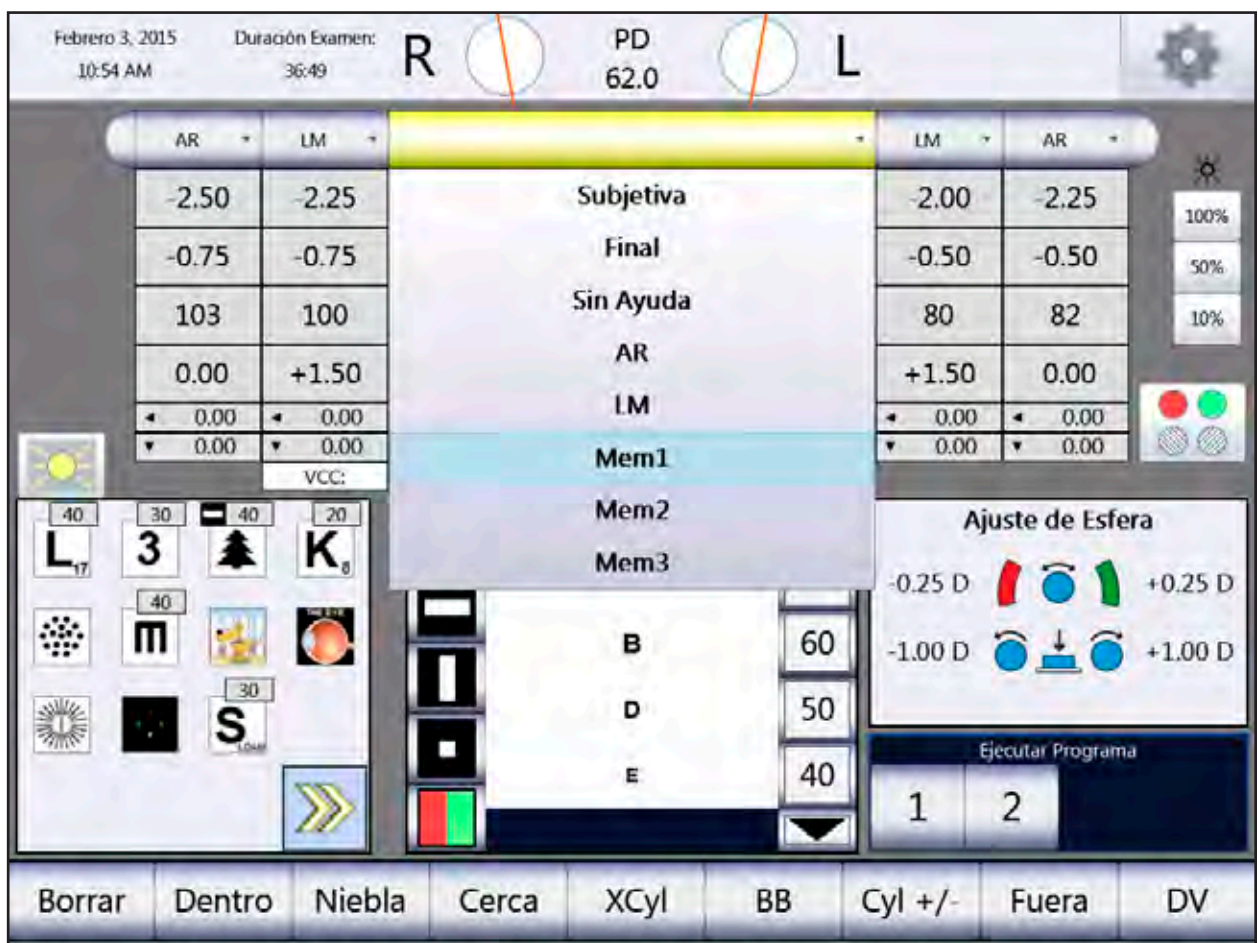 Febrero 3, 2015 Duración Examen: R PD L
10:54 AM 36:49 62.0
AR LM LM AR
-2.50 -2.25 Subjetiva -2.00 -2.25
100%
-0.75 -0.75 Final -0.50 -0.50
50%
103 100 Sin Ayuda 80 82
10%
0.00 +1.50 AR +1.50 0.00
0.00 0.00 LM 0.00 0.00
0.00 0.00 Mem1 0.00 0.00
VCC:
Mem2
Mem3
40 30 40 20
L 17 3 K 8
40
m
THE EYE
30
S
B 60
D 50
E 40
Ajuste de Esfera
-0.25 D +0.25 D
-1.00 D +1.00 D
Ejecutar Programa
1 2
Borrar Dentro Niebla Cerca XCyl BB Cyl +/- Fuera DV